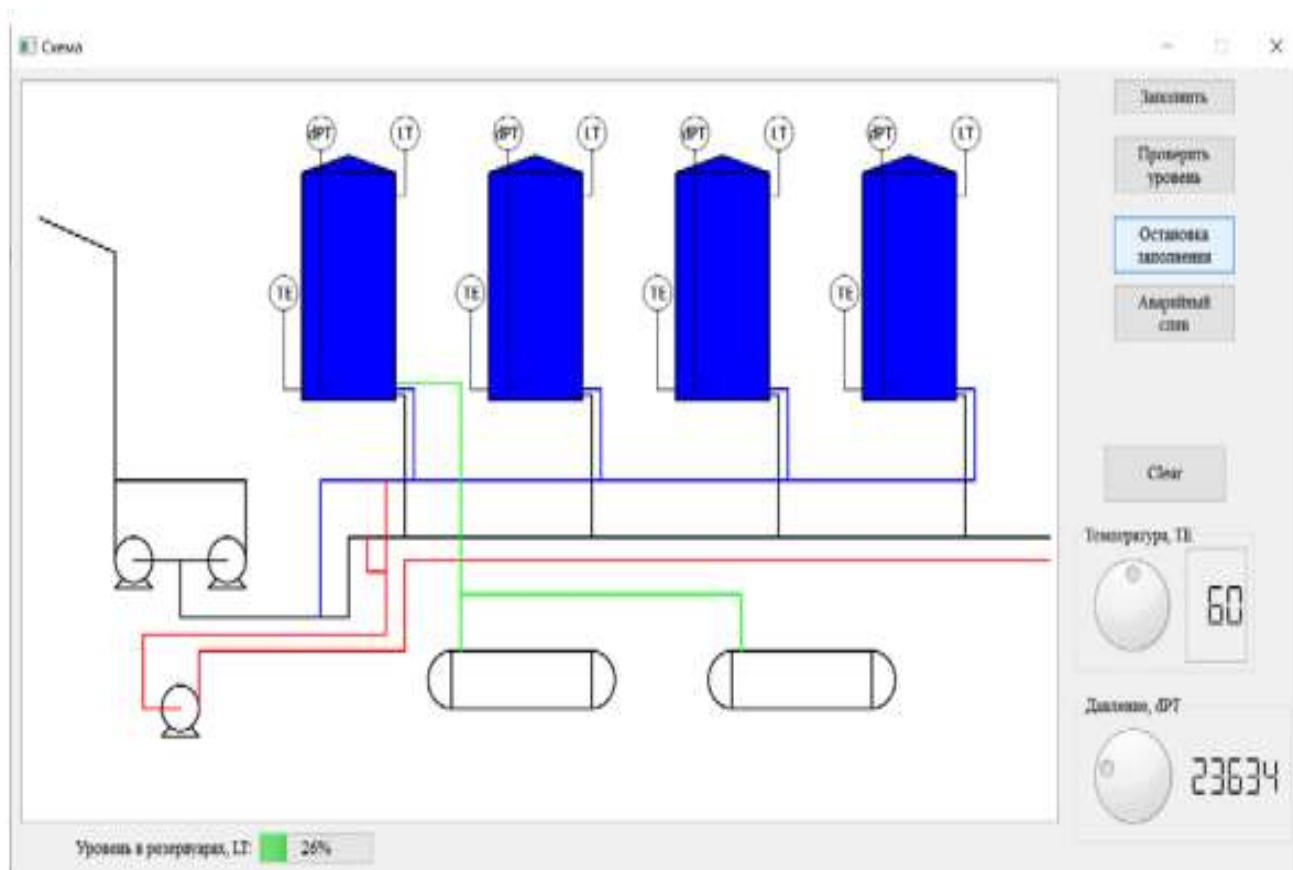 Схема
dPT LT dPT LT dPT LT dPT LT
TE TE TE TE
Заполнить
Проверить
уровень
Остановка
заполнения
Аварийный
слив
Clear
Температура, TE
60
Давление, dPT
23634
Уровень в резервуарах, LT: 26%